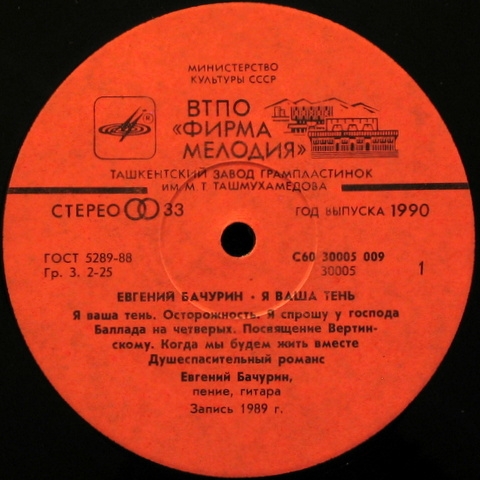 МИНИСТЕРСТВО
КУЛЬТУРЫ СССР
ВТПО
«ФИРМА
МЕЛОДИЯ»
ТАШКЕНТСКИЙ ЗАВОД ГРАМПЛАСТИНОК
ИМ М. Т. ТАШМУХАМЕДОВА
СТЕРЕО 33
ГОД ВЫПУСКА 1990
ГОСТ 5289-88
Гр. 3. 2-25
С60 30005 009
30005
1
ЕВГЕНИЙ БАЧУРИН · Я ВАША ТЕНЬ
Я ваша тень. Осторожность. Я спрошу у господа
Баллада на четверых. Посвящение Вертин-
скому. Когда мы будем жить вместе
Душеспасительный романс
Евгений Бачурин,
пение, гитара
Запись 1989 г.